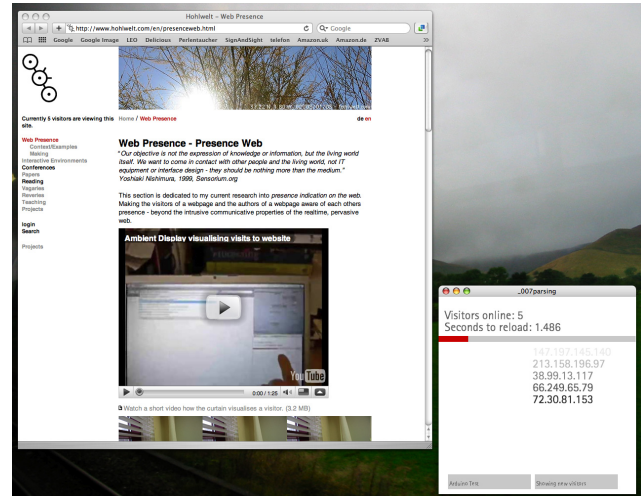 Hohlwelt – Web Presence
http://www.hohlwelt.com/en/presenceweb.html
Google
Google Google Image LEO Delicious Perlentaucher SignAndSight telefon Amazon.uk Amazon.de ZVAB
Currently 5 visitors are viewing this site.
Home / Web Presence
de en
Web Presence
Context/Examples
Making
Interactive Environments
Conferences
Papers
Reading
Vageries
Reveries
Teaching
Projects
login
Search
Projects
Web Presence - Presence Web
"Our objective is not the expression of knowledge or information, but the living world
itself. We want to come in contact with other people and the living world, not IT
equipment or interface design - they should be nothing more than the medium."
Yoshiaki Nishimura, 1999, Sensorium.org
This section is dedicated to my current research into presence indication on the web.
Making the visitors of a webpage and the authors of a webpage aware of each others
presence - beyond the intrusive communicative properties of the realtime, pervasive
web.
Ambient Display visualising visits to website
YouTube
0:00 / 1:25
Watch a short video how the curtain visualises a visitor. (3.2 MB)
_007parsing
Visitors online: 5
Seconds to reload: 1.486
147.197.145.140
213.158.196.97
38.99.13.117
66.249.65.79
72.30.81.153
Arduino Test
Showing new visitors